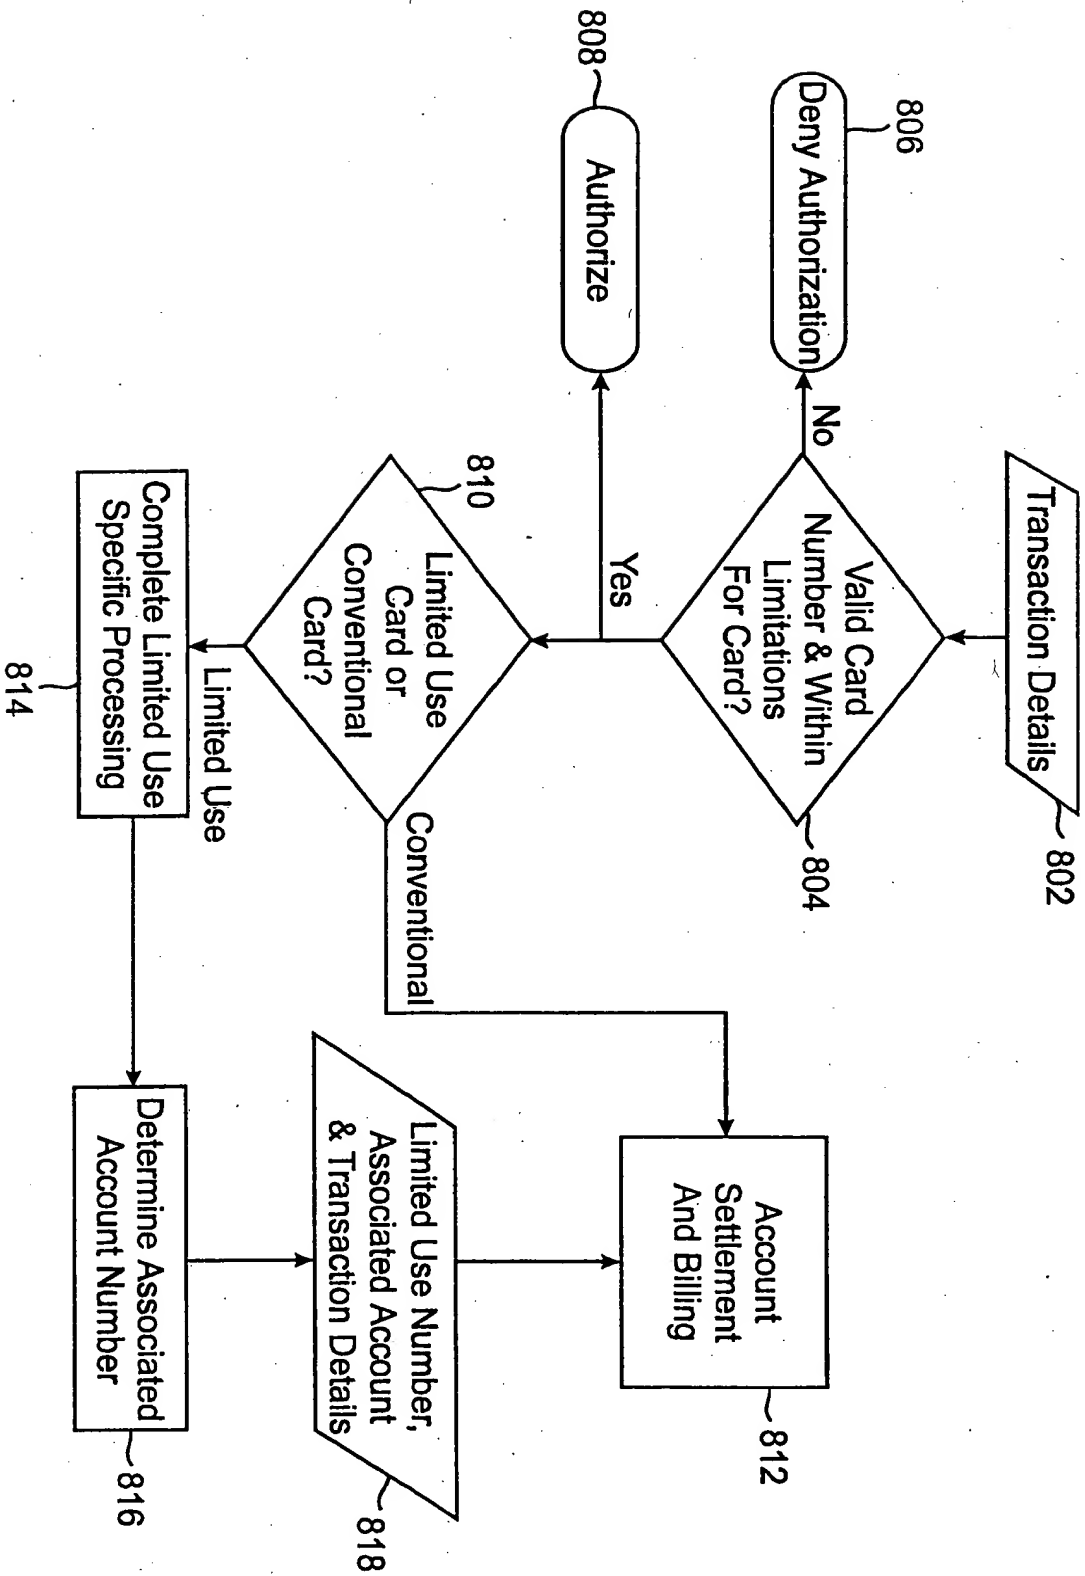 Transaction Details
802
Valid Card
Number & Within
Limitations
For Card?
804
No
Deny Authorization
806
Yes
Authorize
808
Limited Use
Card or
Conventional
Card?
810
Conventional
Account
Settlement
And Billing
812
Limited Use
Complete Limited Use
Specific Processing
814
Determine Associated
Account Number
816
Limited Use Number,
Associated Account
& Transaction Details
818